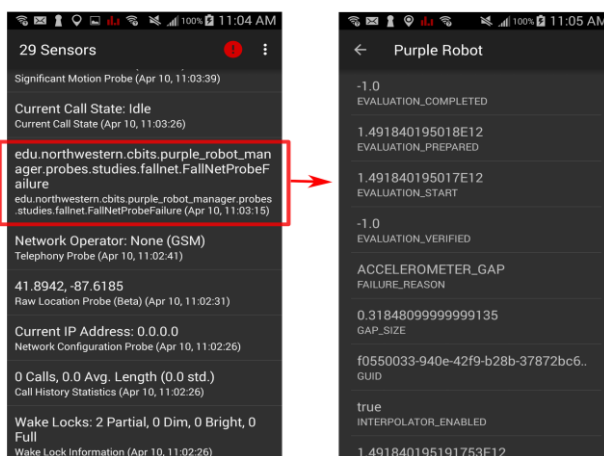 100% 11:04 AM
29 Sensors
Significant Motion Probe (Apr 10, 11:03:39)
Current Call State: Idle
Current Call State (Apr 10, 11:03:26)
edu.northwestern.cbits.purple_robot_man
ager.probes.studies.fallnet.FallNetProbeF
ailure
edu.northwestern.cbits.purple_robot_manager.probes
.studies.fallnet.FallNetProbeFailure (Apr 10, 11:03:15)
Network Operator: None (GSM)
Telephony Probe (Apr 10, 11:02:41)
41.8942, -87.6185
Raw Location Probe (Beta) (Apr 10, 11:02:31)
Current IP Address: 0.0.0.0
Network Configuration Probe (Apr 10, 11:02:26)
0 Calls, 0.0 Avg. Length (0.0 std.)
Call History Statistics (Apr 10, 11:02:26)
Wake Locks: 2 Partial, 0 Dim, 0 Bright, 0
Full
Wake Lock Information (Apr 10, 11:02:26)
100% 11:05 AM
Purple Robot
-1.0
EVALUATION_COMPLETED
1.491840195018E12
EVALUATION_PREPARED
1.491840195017E12
EVALUATION_START
-1.0
EVALUATION_VERIFIED
ACCELEROMETER_GAP
FAILURE_REASON
0.31848099999999135
GAP_SIZE
f0550033-940e-42f9-b28b-37872bc6..
GUID
true
INTERPOLATOR_ENABLED
1.491840195191753E12